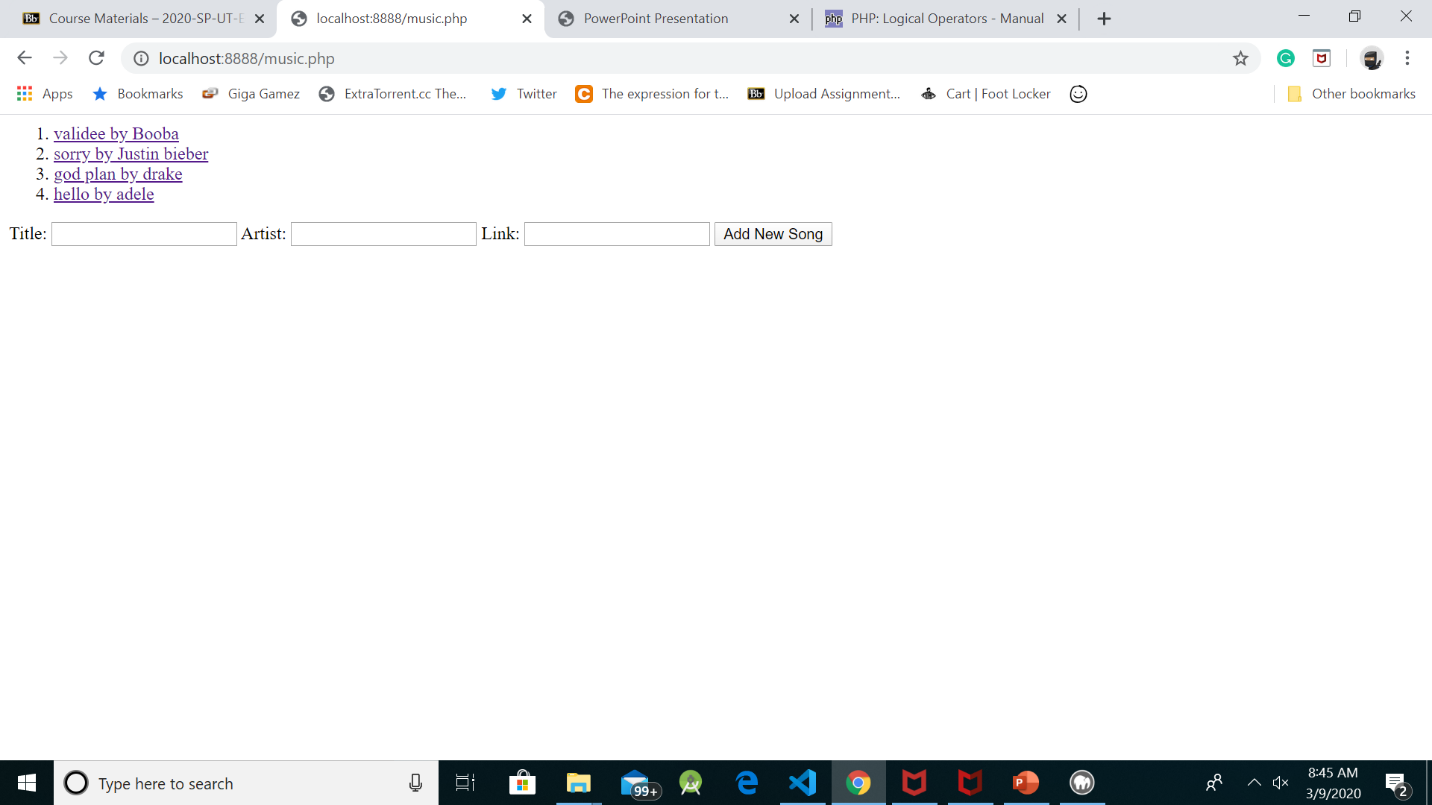 Course Materials – 2020-SP-UT-E
localhost:8888/music.php
PowerPoint Presentation
PHP: Logical Operators - Manual
localhost:8888/music.php
Apps
Bookmarks
Giga Gamez
ExtraTorrent.cc The...
Twitter
The expression for t...
Upload Assignment...
Cart | Foot Locker
Other bookmarks
1. validee by Booba
2. sorry by Justin bieber
3. god plan by drake
4. hello by adele
Title: Artist: Link: Add New Song
Type here to search
99+
8:45 AM
3/9/2020
2